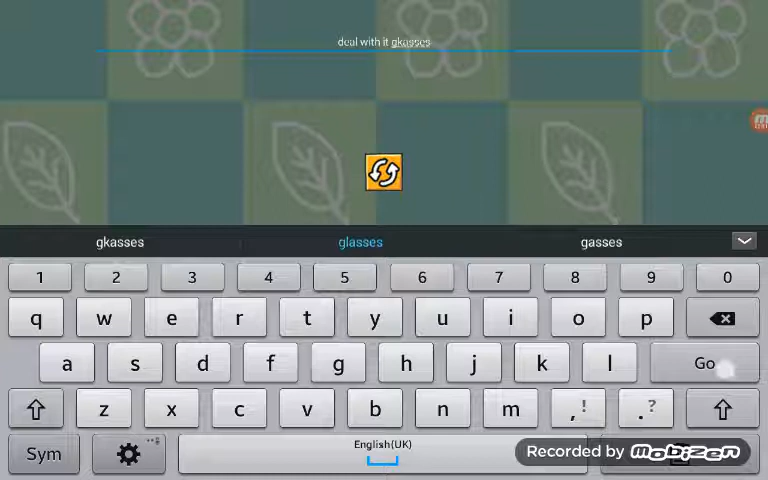 deal with it gkasses
gkasses glasses gasses
1 2 3 4 5 6 7 8 9 0
q w e r t y u i o p
a s d f g h j k l Go
z x c v b n m , ! . ?
Sym English(UK)
Recorded by mobizen